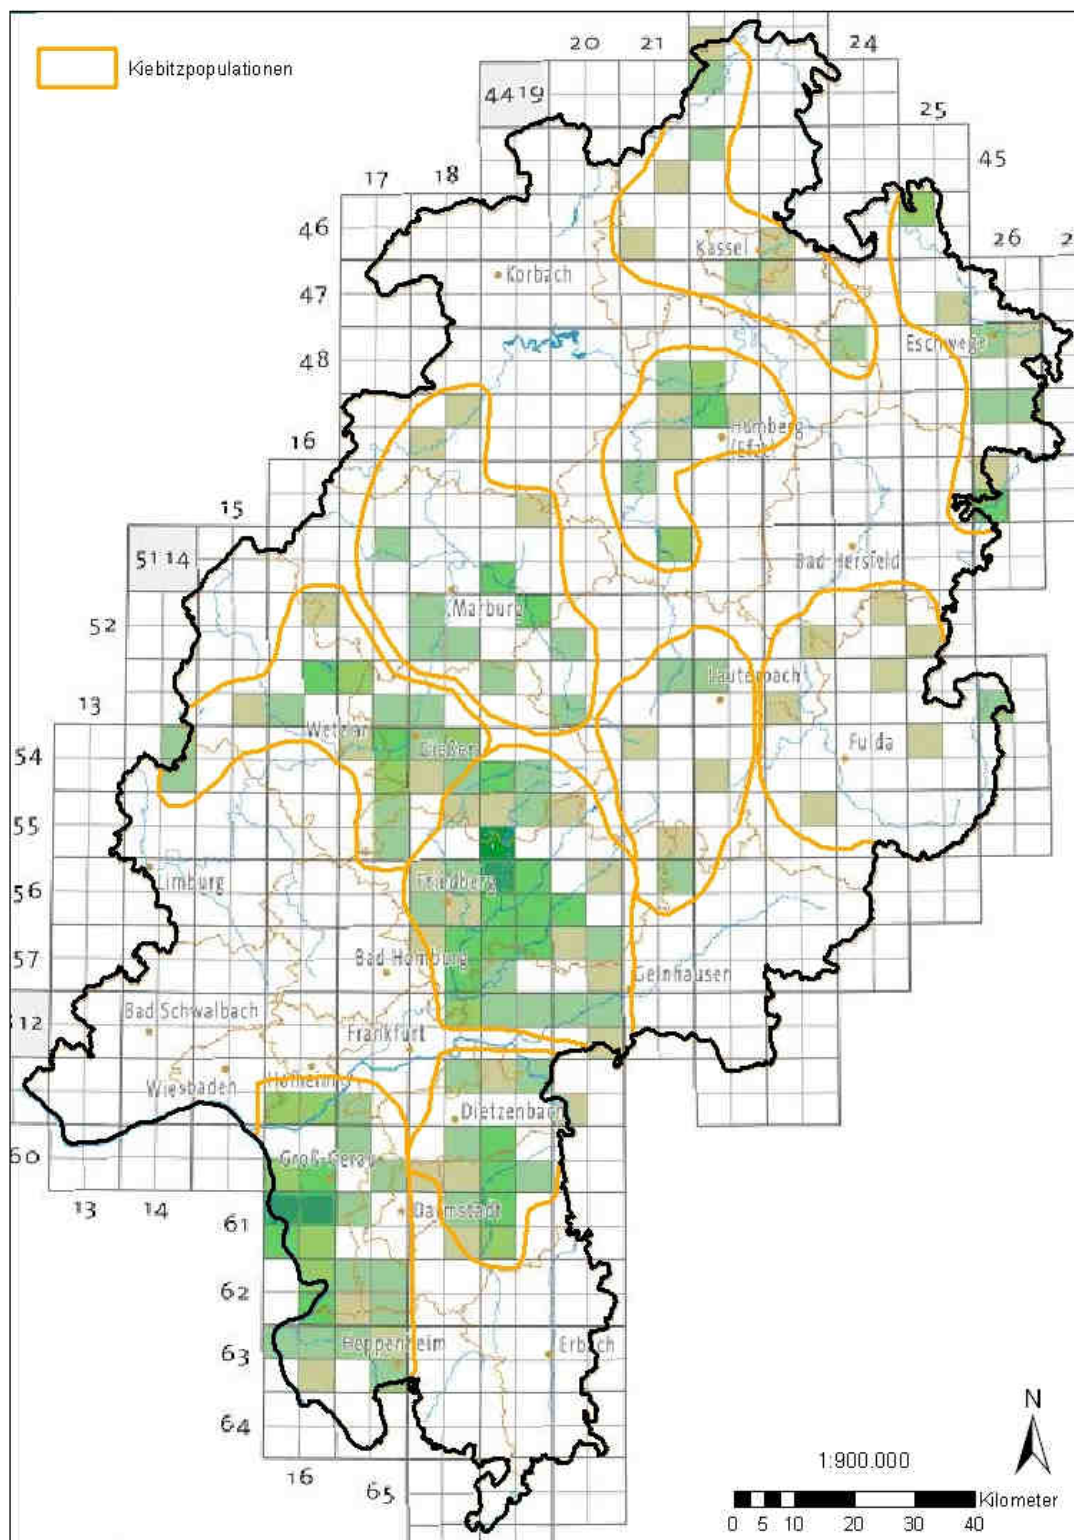 Kiebitzpopulationen
20 21 24
4419
25
45
17 18
46
Kassel
26
Korbach
47
Eschwege
48
Homberg
(Efze)
16
15
5114
Bad Hersfeld
Marburg
52
Lauterbach
13
Wetzlar
Gießen
54
Fulda
55
Limburg
Friedberg
56
57
Bad Homburg
Gelnhausen
Bad Schwalbach
Frankfurt
Wiesbaden
Hofheim
Dietzenbach
60
Groß-Gerau
13 14
61
Darmstadt
62
Heppenheim
Erbach
63
64
16
65
N
1:900.000
Kilometer
0 5 10 20 30 40